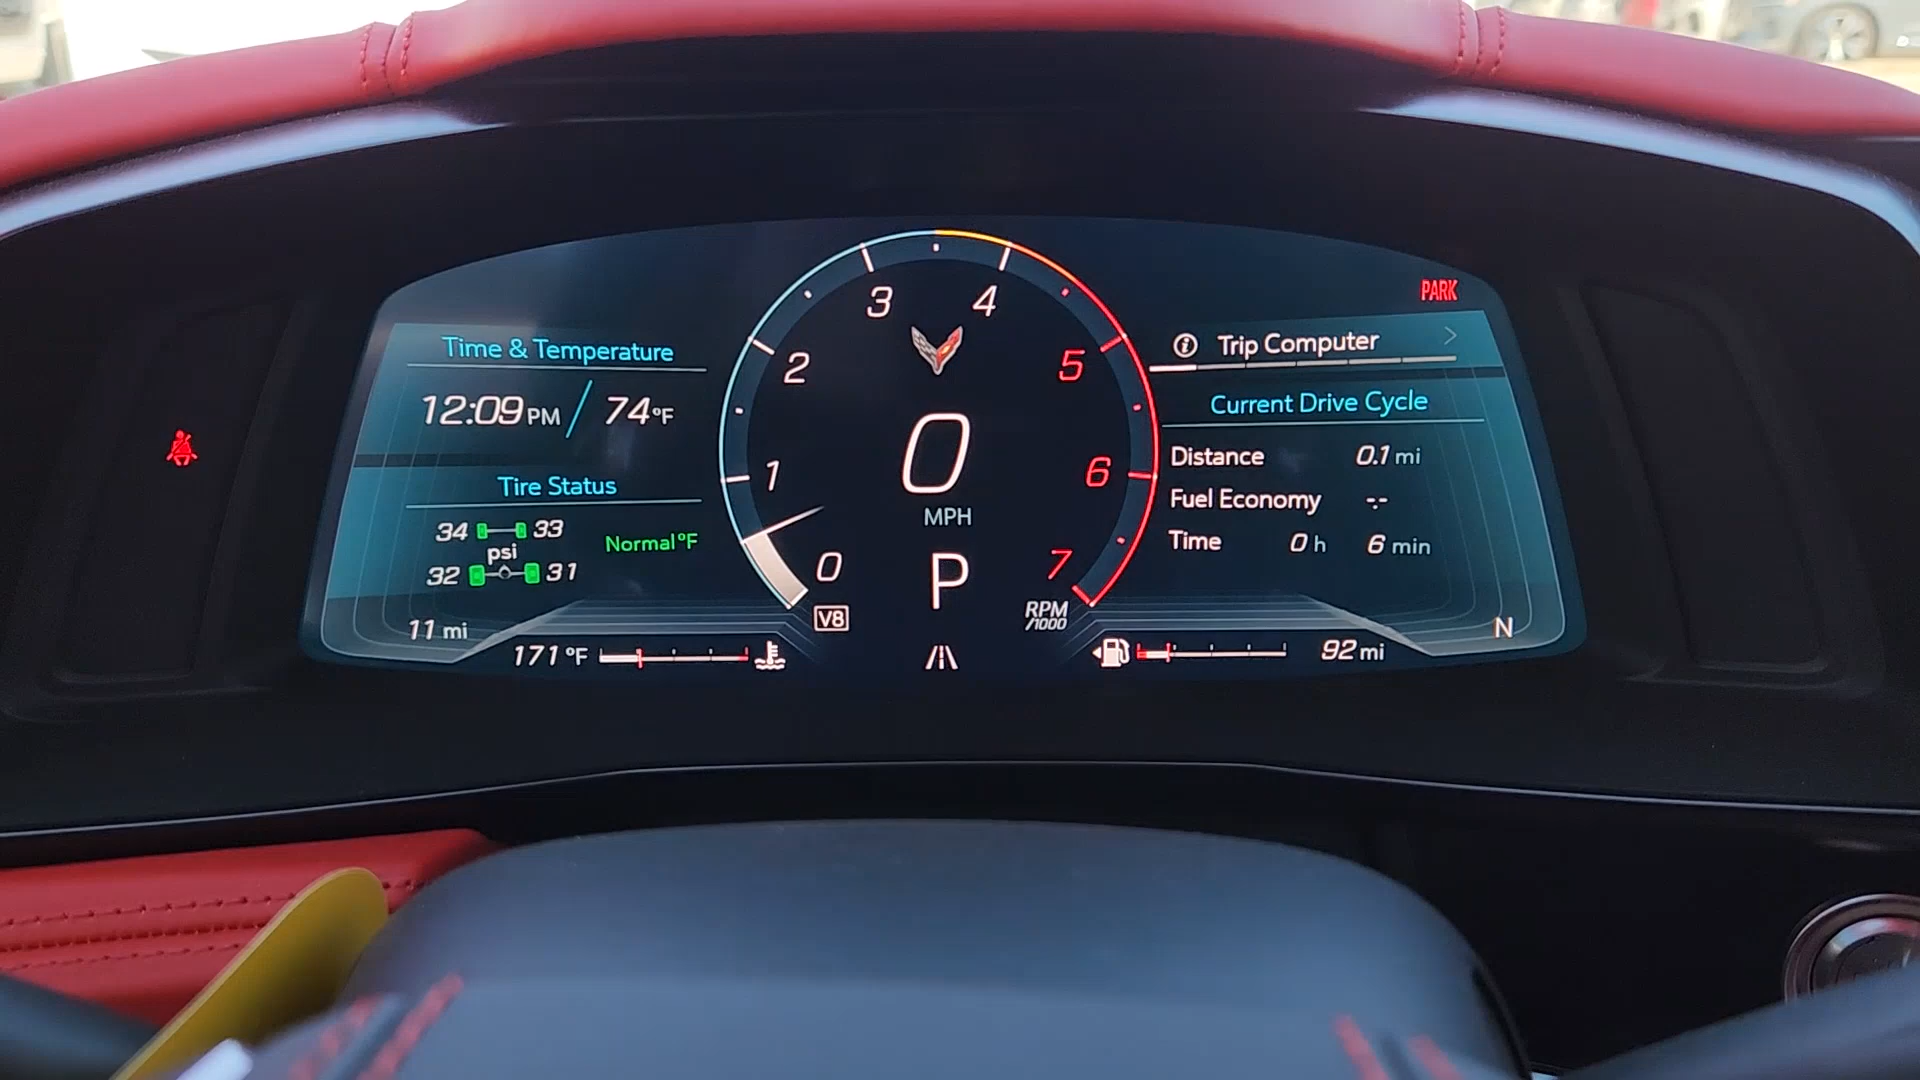 PARK
Time & Temperature
12:09 PM / 74 °F
Tire Status
34 33
psi
Normal °F
32 31
11 mi
171 °F
3 4
2 5
1 6
0 7
0
MPH
P
V8
RPM
/1000
Trip Computer >
Current Drive Cycle
Distance 0.1 mi
Fuel Economy -.-
Time 0 h 6 min
N
92 mi